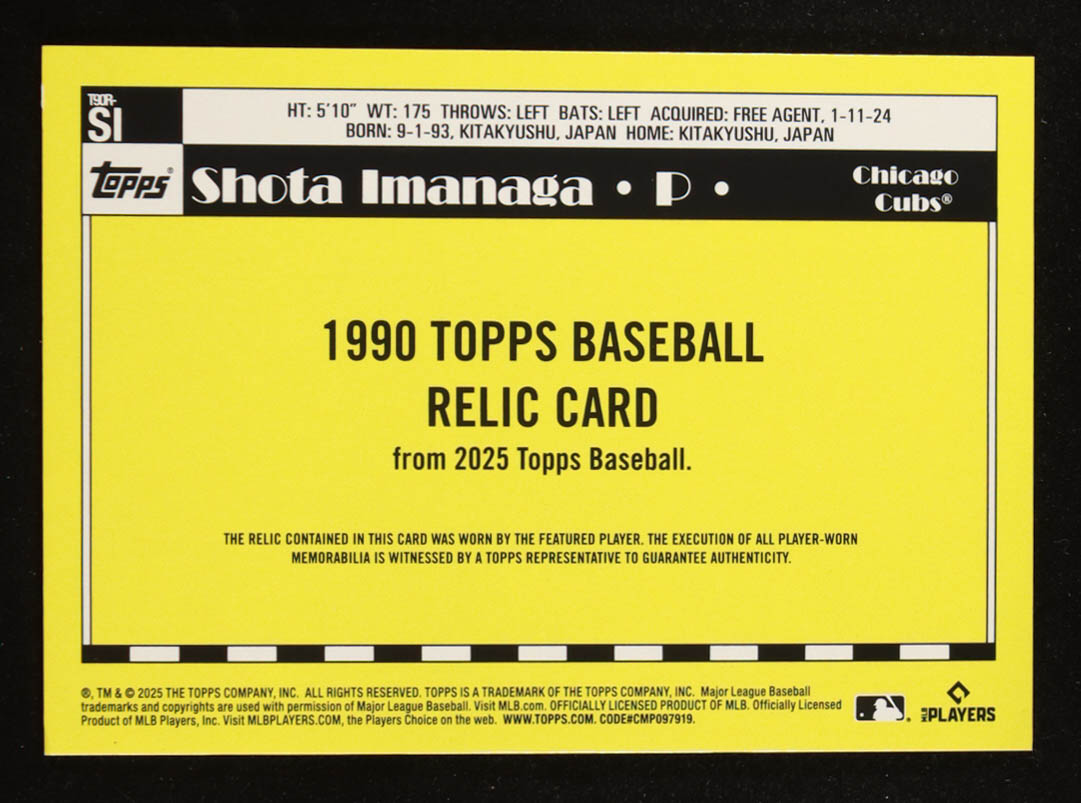 T90R-
SI
HT: 5'10" WT: 175 THROWS: LEFT BATS: LEFT ACQUIRED: FREE AGENT, 1-11-24
BORN: 9-1-93, KITAKYUSHU, JAPAN HOME: KITAKYUSHU, JAPAN
TOPPS®
Shota Imanaga • P •
Chicago
Cubs®
1990 TOPPS BASEBALL
RELIC CARD
from 2025 Topps Baseball.
THE RELIC CONTAINED IN THIS CARD WAS WORN BY THE FEATURED PLAYER. THE EXECUTION OF ALL PLAYER-WORN
MEMORABILIA IS WITNESSED BY A TOPPS REPRESENTATIVE TO GUARANTEE AUTHENTICITY.
®, TM & © 2025 THE TOPPS COMPANY, INC. ALL RIGHTS RESERVED. TOPPS IS A TRADEMARK OF THE TOPPS COMPANY, INC. Major League Baseball
trademarks and copyrights are used with permission of Major League Baseball. Visit MLB.com. OFFICIALLY LICENSED PRODUCT OF MLB. Officially Licensed
Product of MLB Players, Inc. Visit MLBPLAYERS.COM, the Players Choice on the web. WWW.TOPPS.COM. CODE#CMP097919.
MLB PLAYERS